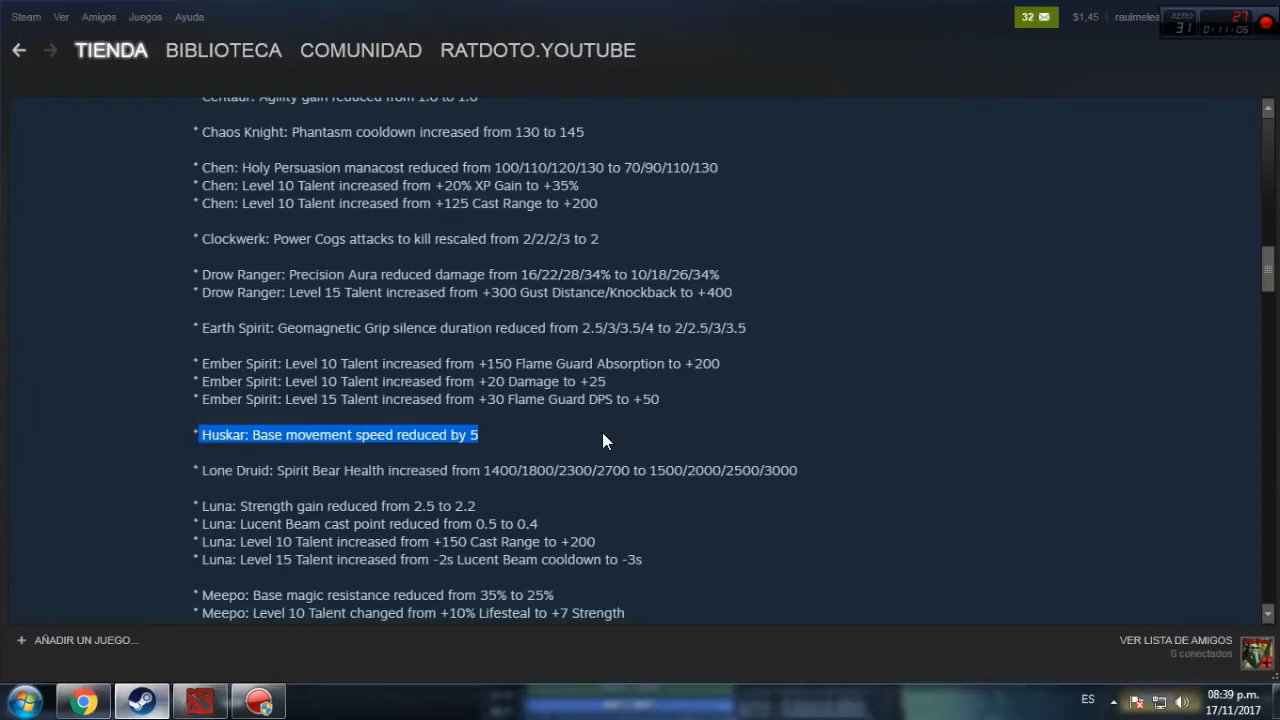 Steam Ver Amigos Juegos Ayuda
32 $1,45 raulmelea
27
31 0:11:05
TIENDA BIBLIOTECA COMUNIDAD RATDOTO.YOUTUBE
* Chaos Knight: Phantasm cooldown increased from 130 to 145
* Chen: Holy Persuasion manacost reduced from 100/110/120/130 to 70/90/110/130
* Chen: Level 10 Talent increased from +20% XP Gain to +35%
* Chen: Level 10 Talent increased from +125 Cast Range to +200
* Clockwerk: Power Cogs attacks to kill rescaled from 2/2/2/3 to 2
* Drow Ranger: Precision Aura reduced damage from 16/22/28/34% to 10/18/26/34%
* Drow Ranger: Level 15 Talent increased from +300 Gust Distance/Knockback to +400
* Earth Spirit: Geomagnetic Grip silence duration reduced from 2.5/3/3.5/4 to 2/2.5/3/3.5
* Ember Spirit: Level 10 Talent increased from +150 Flame Guard Absorption to +200
* Ember Spirit: Level 10 Talent increased from +20 Damage to +25
* Ember Spirit: Level 15 Talent increased from +30 Flame Guard DPS to +50
* Huskar: Base movement speed reduced by 5
* Lone Druid: Spirit Bear Health increased from 1400/1800/2300/2700 to 1500/2000/2500/3000
* Luna: Strength gain reduced from 2.5 to 2.2
* Luna: Lucent Beam cast point reduced from 0.5 to 0.4
* Luna: Level 10 Talent increased from +150 Cast Range to +200
* Luna: Level 15 Talent increased from -2s Lucent Beam cooldown to -3s
* Meepo: Base magic resistance reduced from 35% to 25%
* Meepo: Level 10 Talent changed from +10% Lifesteal to +7 Strength
+ AÑADIR UN JUEGO...
VER LISTA DE AMIGOS
0 conectados
ES
08:39 p.m.
17/11/2017